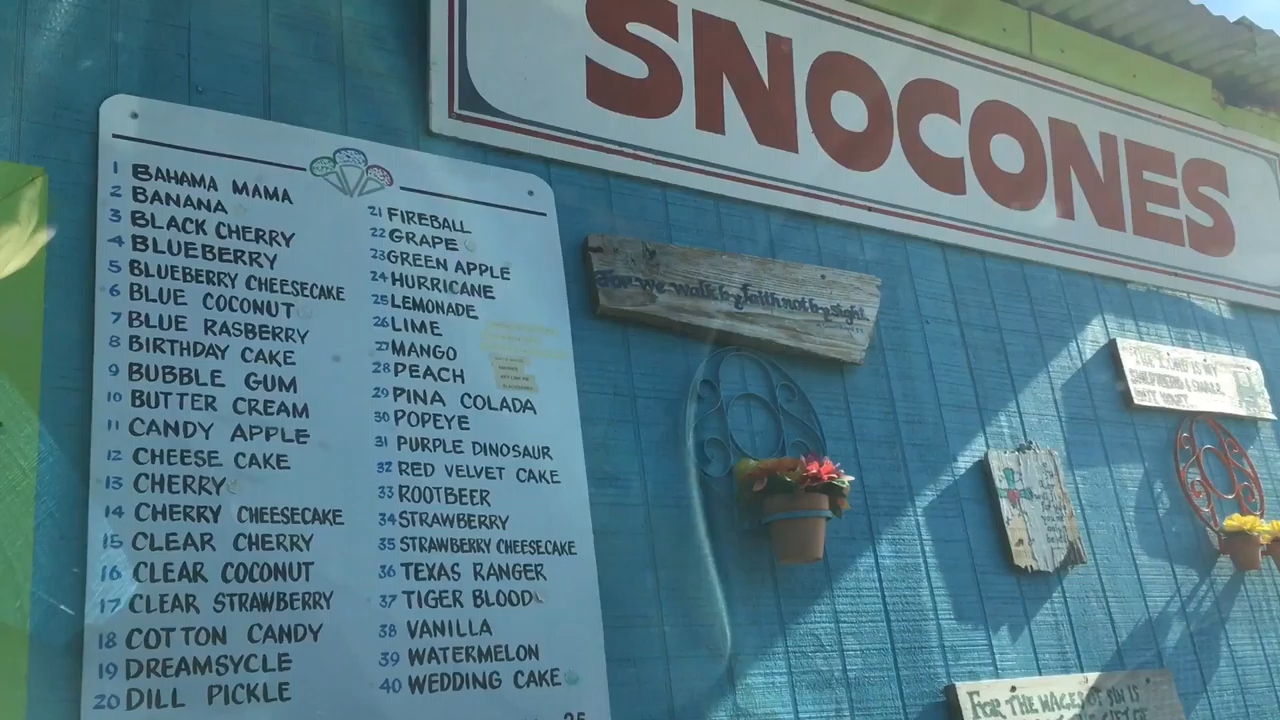 SNOCONES
1 BAHAMA MAMA
2 BANANA
3 BLACK CHERRY
4 BLUEBERRY
5 BLUEBERRY CHEESECAKE
6 BLUE COCONUT
7 BLUE RASBERRY
8 BIRTHDAY CAKE
9 BUBBLE GUM
10 BUTTER CREAM
11 CANDY APPLE
12 CHEESE CAKE
13 CHERRY
14 CHERRY CHEESECAKE
15 CLEAR CHERRY
16 CLEAR COCONUT
17 CLEAR STRAWBERRY
18 COTTON CANDY
19 DREAMSYCLE
20 DILL PICKLE
21 FIREBALL
22 GRAPE
23 GREEN APPLE
24 HURRICANE
25 LEMONADE
26 LIME
27 MANGO
28 PEACH
29 PINA COLADA
30 POPEYE
31 PURPLE DINOSAUR
32 RED VELVET CAKE
33 ROOTBEER
34 STRAWBERRY
35 STRAWBERRY CHEESECAKE
36 TEXAS RANGER
37 TIGER BLOOD
38 VANILLA
39 WATERMELON
40 WEDDING CAKE
For we walk by faith not by sight
THE LORD IS MY
SHEPHERD I SHALL
NOT WANT
FOR THE WAGES OF SIN IS